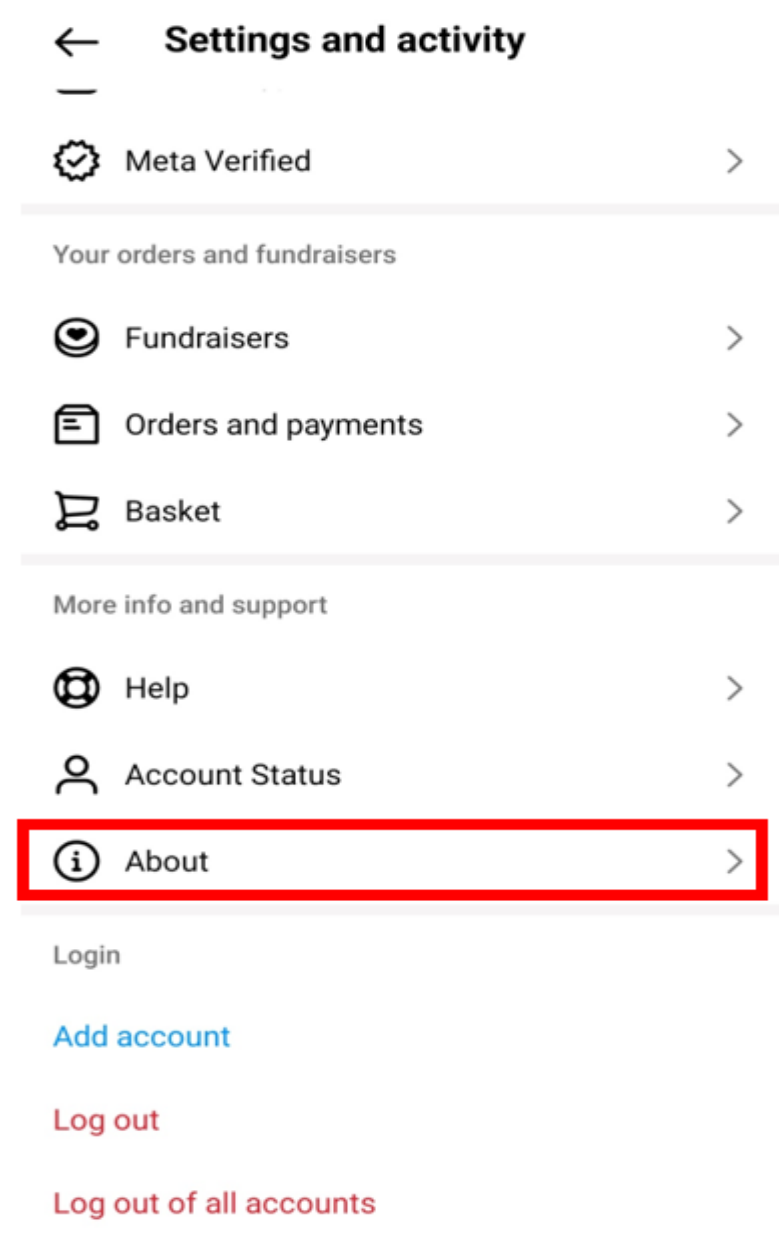 Settings and activity
Meta Verified
Your orders and fundraisers
Fundraisers
Orders and payments
Basket
More info and support
Help
Account Status
About
Login
Add account
Log out
Log out of all accounts